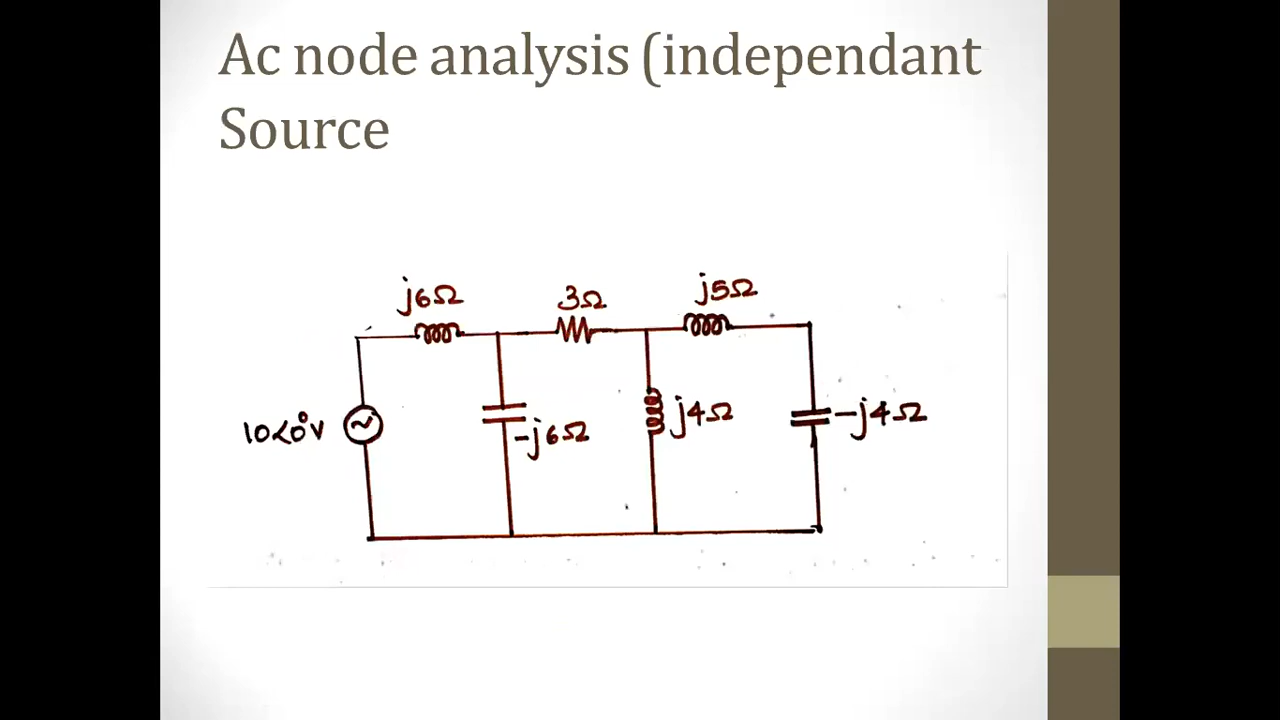 Ac node analysis (independant
Source
j6Ω
3Ω
j5Ω
10<0°V
-j6Ω
j4Ω
-j4Ω